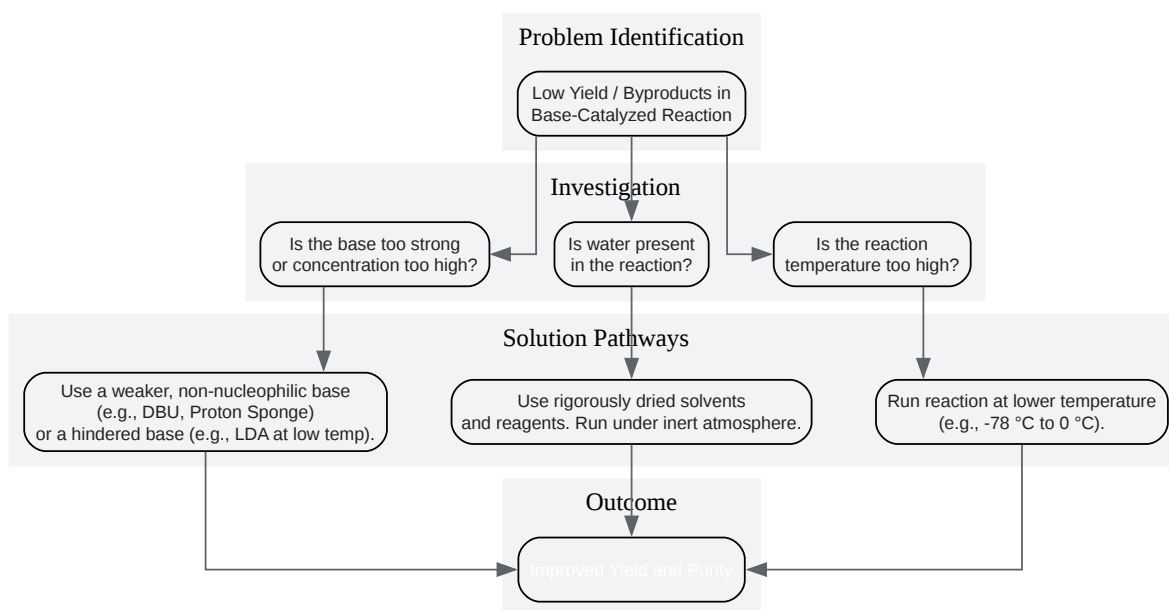 Problem Identification
Low Yield / Byproducts in
Base-Catalyzed Reaction
Investigation
Is the base too strong
or concentration too high?
Is water present
in the reaction?
Is the reaction
temperature too high?
Solution Pathways
Use a weaker, non-nucleophilic base
(e.g., DBU, Proton Sponge)
or a hindered base (e.g., LDA at low temp).
Use rigorously dried solvents
and reagents. Run under inert atmosphere.
Run reaction at lower temperature
(e.g., -78 °C to 0 °C).
Outcome
Improved Yield and Purity